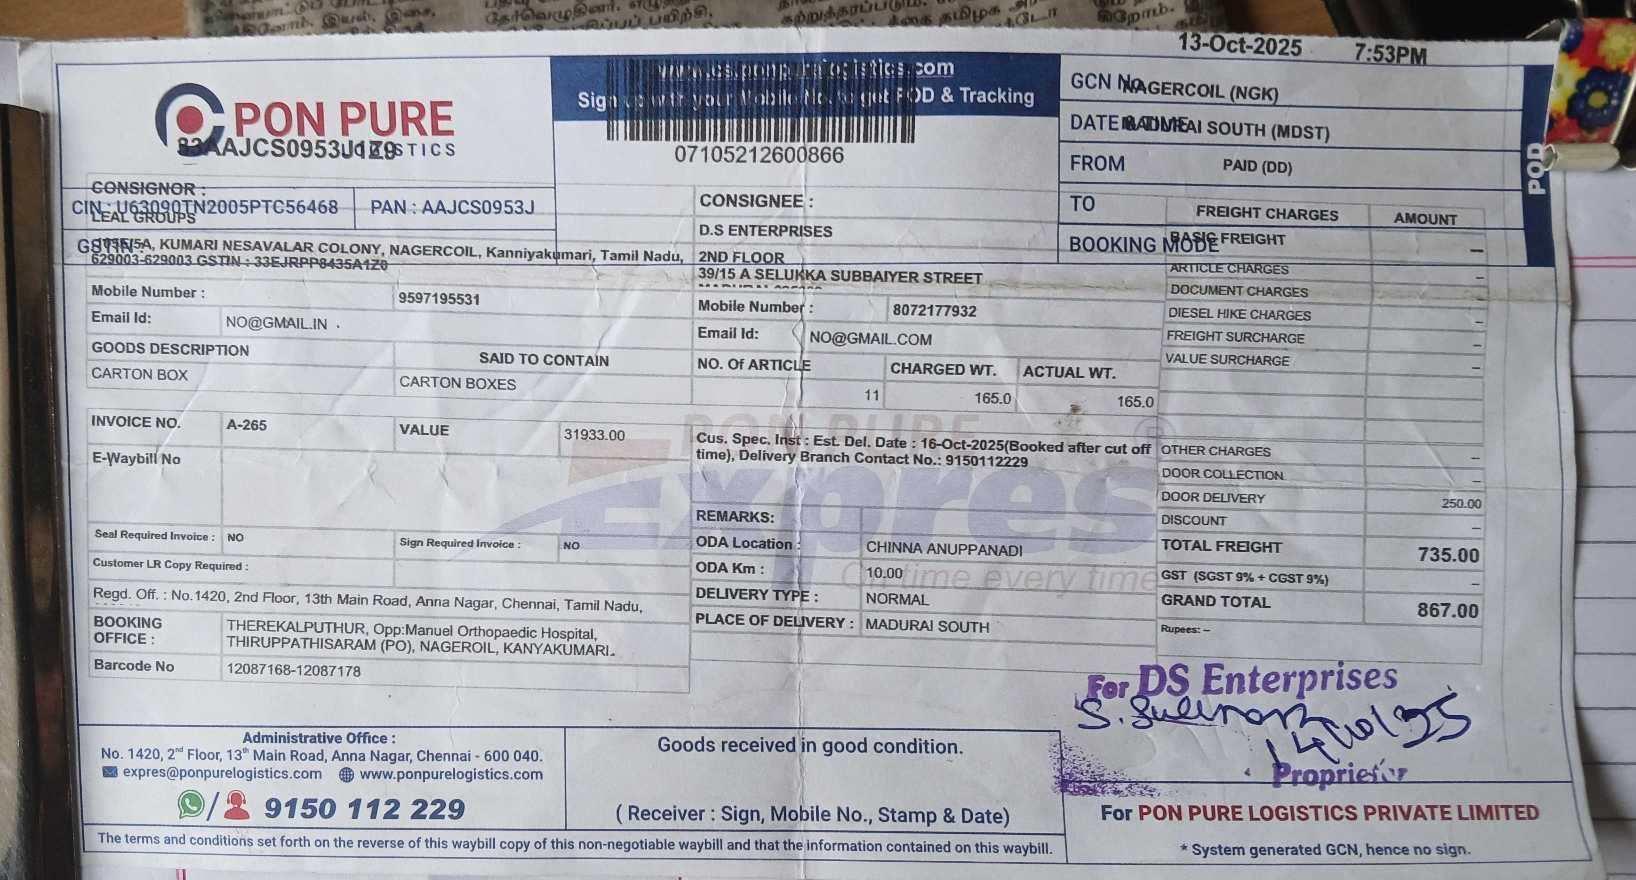 13-Oct-2025 7:53PM
PON PURE
LOGISTICS
33AAJCS0953J1Z9
www.cs.ponpurelogistics.com
Sign up with your Mobile No. to get POD & Tracking
07105212600866
GCN No.
NAGERCOIL (NGK)
DATE & TIME
MADURAI SOUTH (MDST)
FROM
PAID (DD)
TO
BOOKING MODE
POD
CIN : U63090TN2005PTC56468
PAN : AAJCS0953J
GSTIN :
CONSIGNOR :
LEAL GROUPS
KUMARI NESAVALAR COLONY, NAGERCOIL, Kanniyakumari, Tamil Nadu,
629003-629003 GSTIN : 33EJRPP8435A1Z0
Mobile Number : 9597195531
Email Id: NO@GMAIL.IN
CONSIGNEE :
D.S ENTERPRISES
2ND FLOOR
39/15 A SELUKKA SUBBAIYER STREET
Mobile Number : 8072177932
Email Id: NO@GMAIL.COM
GOODS DESCRIPTION SAID TO CONTAIN
CARTON BOX CARTON BOXES
NO. Of ARTICLE CHARGED WT. ACTUAL WT.
11 165.0 165.0
INVOICE NO. A-265 VALUE 31933.00
E-Waybill No
Cus. Spec. Inst : Est. Del. Date : 16-Oct-2025(Booked after cut off
time), Delivery Branch Contact No.: 9150112229
PON PURE
Expres
On time every time
Seal Required Invoice : NO Sign Required Invoice : NO
Customer LR Copy Required :
Regd. Off. : No.1420, 2nd Floor, 13th Main Road, Anna Nagar, Chennai, Tamil Nadu,
BOOKING
OFFICE :
THEREKALPUTHUR, Opp:Manuel Orthopaedic Hospital,
THIRUPPATHISARAM (PO), NAGEROIL, KANYAKUMARI.
Barcode No 12087168-12087178
REMARKS:
ODA Location : CHINNA ANUPPANADI
ODA Km : 10.00
DELIVERY TYPE : NORMAL
PLACE OF DELIVERY : MADURAI SOUTH
FREIGHT CHARGES AMOUNT
BASIC FREIGHT –
ARTICLE CHARGES –
DOCUMENT CHARGES
DIESEL HIKE CHARGES –
FREIGHT SURCHARGE –
VALUE SURCHARGE –
OTHER CHARGES –
DOOR COLLECTION –
DOOR DELIVERY 250.00
DISCOUNT –
TOTAL FREIGHT 735.00
GST (SGST 9% + CGST 9%) –
GRAND TOTAL 867.00
Rupees: –
For DS Enterprises
Proprietor
Administrative Office :
No. 1420, 2nd Floor, 13th Main Road, Anna Nagar, Chennai - 600 040.
expres@ponpurelogistics.com www.ponpurelogistics.com
/ 9150 112 229
Goods received in good condition.
( Receiver : Sign, Mobile No., Stamp & Date)
For PON PURE LOGISTICS PRIVATE LIMITED
* System generated GCN, hence no sign.
The terms and conditions set forth on the reverse of this waybill copy of this non-negotiable waybill and that the information contained on this waybill.